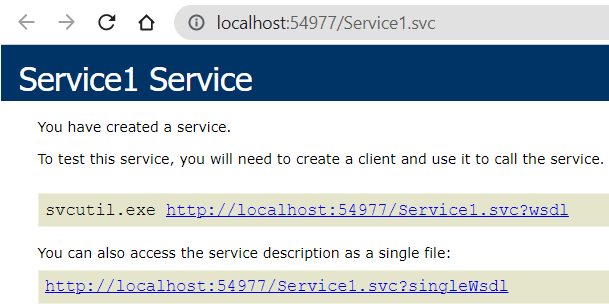 localhost:54977/Service1.svc
Service1 Service
You have created a service.
To test this service, you will need to create a client and use it to call the service.
svcutil.exe http://localhost:54977/Service1.svc?wsdl
You can also access the service description as a single file:
http://localhost:54977/Service1.svc?singleWsdl